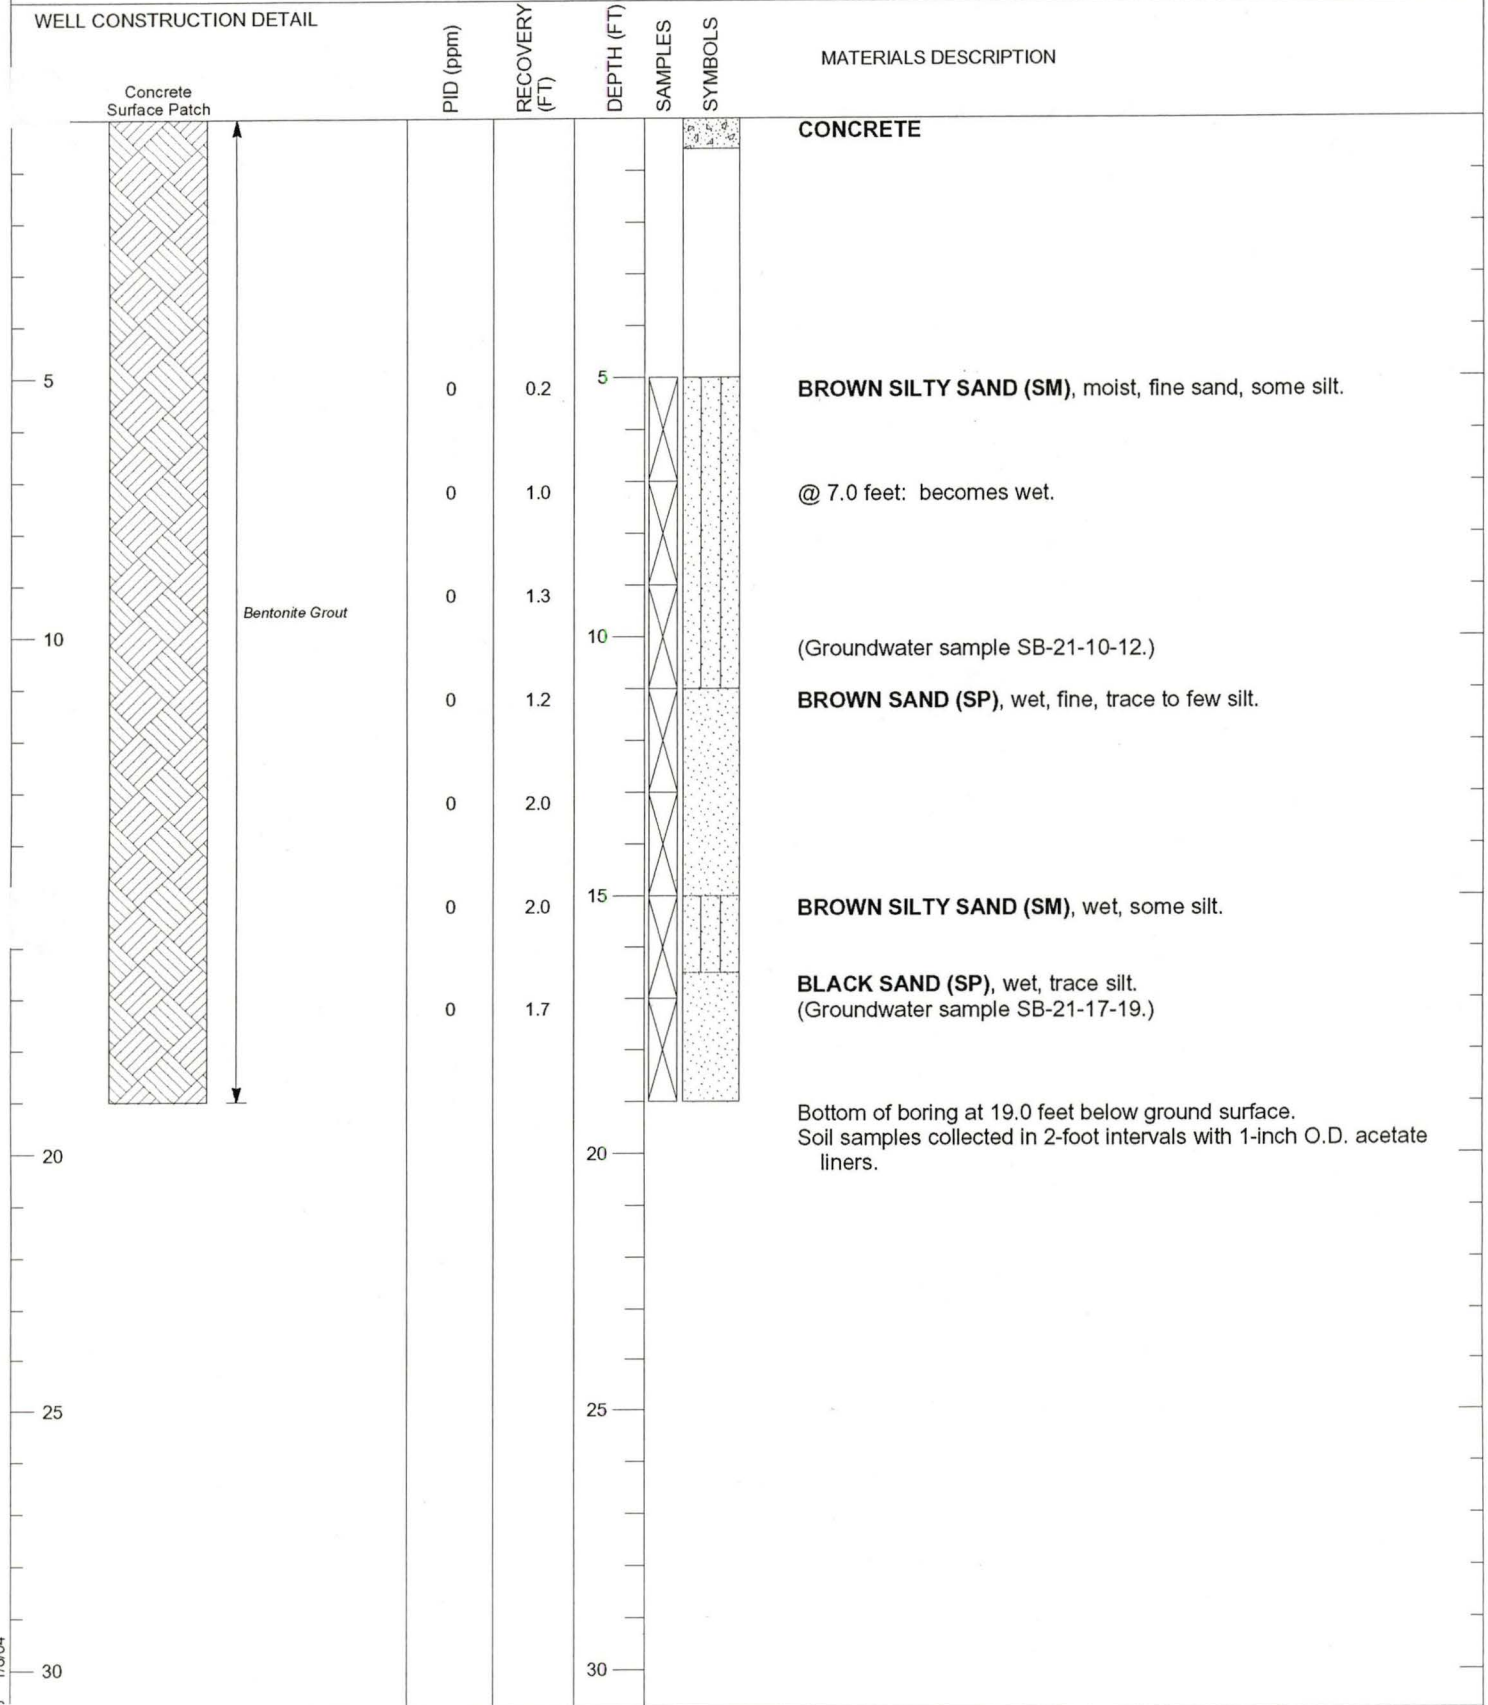 WELL CONSTRUCTION DETAIL
PID (ppm)
RECOVERY
(FT)
DEPTH (FT)
SAMPLES
SYMBOLS
MATERIALS DESCRIPTION
Concrete
Surface Patch
CONCRETE
5 0 0.2 5 BROWN SILTY SAND (SM), moist, fine sand, some silt.
0 1.0 @ 7.0 feet: becomes wet.
0 1.3
Bentonite Grout
10 10 (Groundwater sample SB-21-10-12.)
0 1.2 BROWN SAND (SP), wet, fine, trace to few silt.
0 2.0
15
0 2.0 BROWN SILTY SAND (SM), wet, some silt.
BLACK SAND (SP), wet, trace silt.
0 1.7 (Groundwater sample SB-21-17-19.)
Bottom of boring at 19.0 feet below ground surface.
Soil samples collected in 2-foot intervals with 1-inch O.D. acetate
20 20 liners.
25 25
30 30